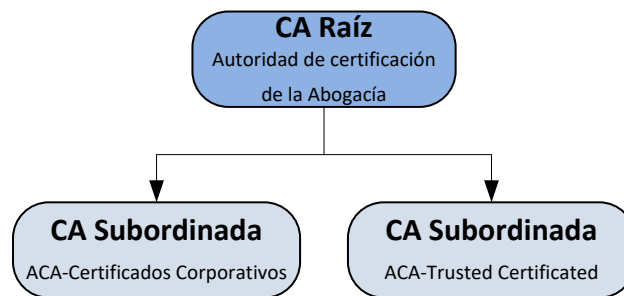 CA Raíz
Autoridad de certificación
de la Abogacía
CA Subordinada
ACA-Certificados Corporativos
CA Subordinada
ACA-Trusted Certificated